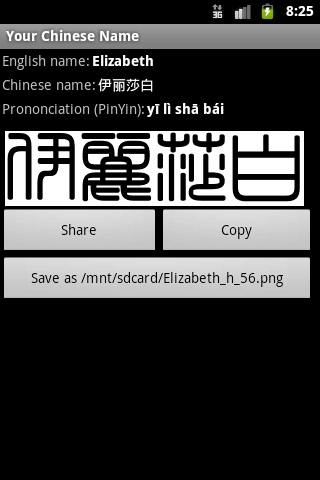 3G 8:25
Your Chinese Name
English name: Elizabeth
Chinese name: 伊丽莎白
Prononciation (PinYin): yī lì shā bái
伊麗莎白
Share Copy
Save as /mnt/sdcard/Elizabeth_h_56.png